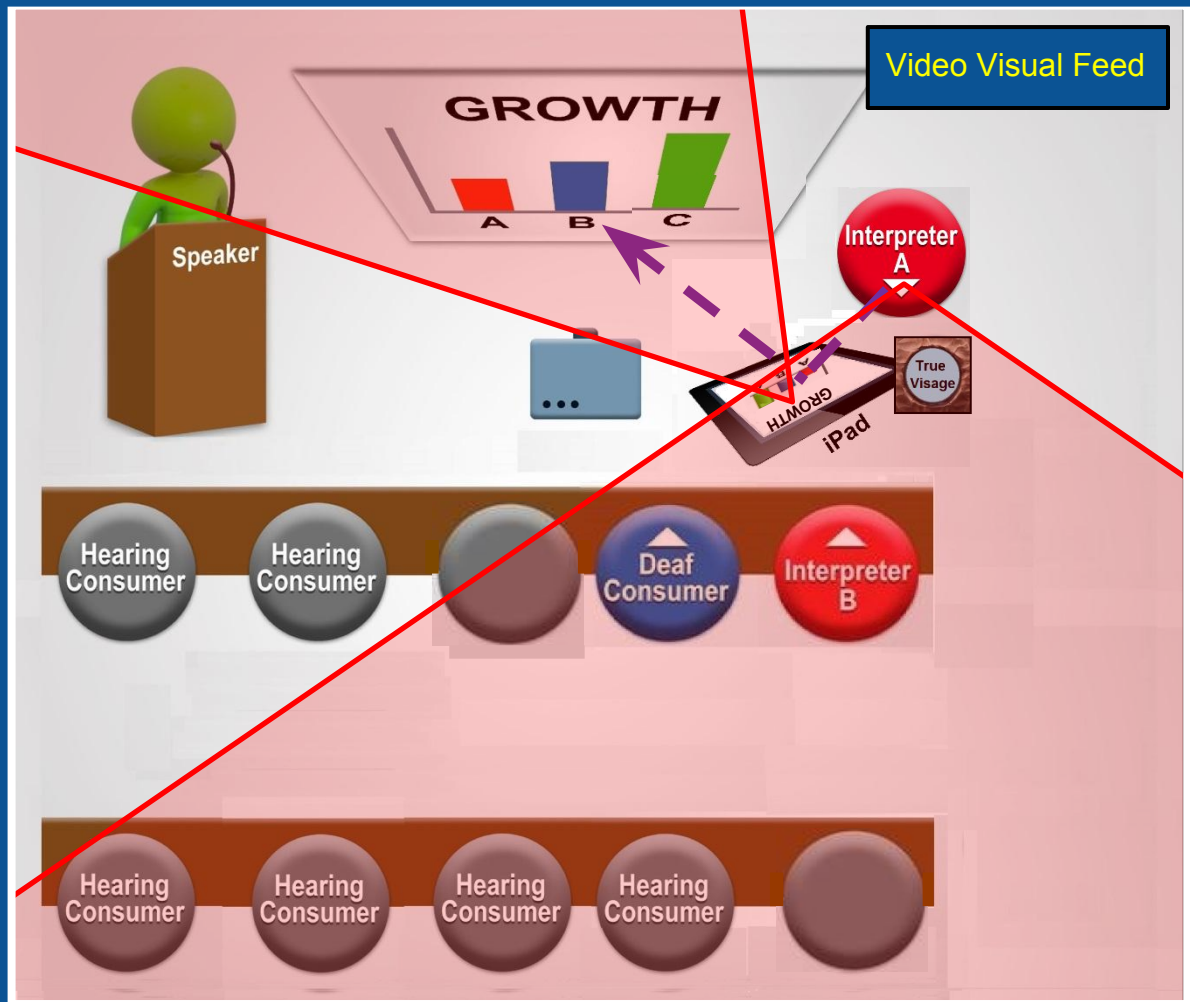 Video Visual Feed
GROWTH
A B C
Speaker
Interpreter
A
True
Visage
GROWTH
iPad
Hearing
Consumer
Hearing
Consumer
Deaf
Consumer
Interpreter
B
Hearing
Consumer
Hearing
Consumer
Hearing
Consumer
Hearing
Consumer